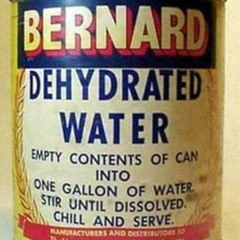 BERNARD
DEHYDRATED
WATER
EMPTY CONTENTS OF CAN
INTO
ONE GALLON OF WATER.
STIR UNTIL DISSOLVED.
CHILL AND SERVE.
MANUFACTURERS AND DISTRIBUTORS TO